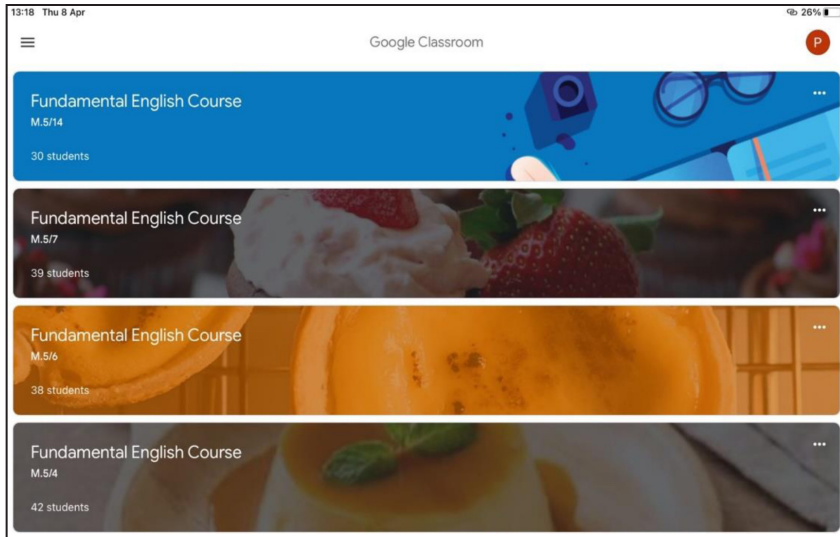 13:18 Thu 8 Apr 26%
Google Classroom
P
Fundamental English Course
M.5/14
30 students
Fundamental English Course
M.5/7
39 students
Fundamental English Course
M.5/6
38 students
Fundamental English Course
M.5/4
42 students